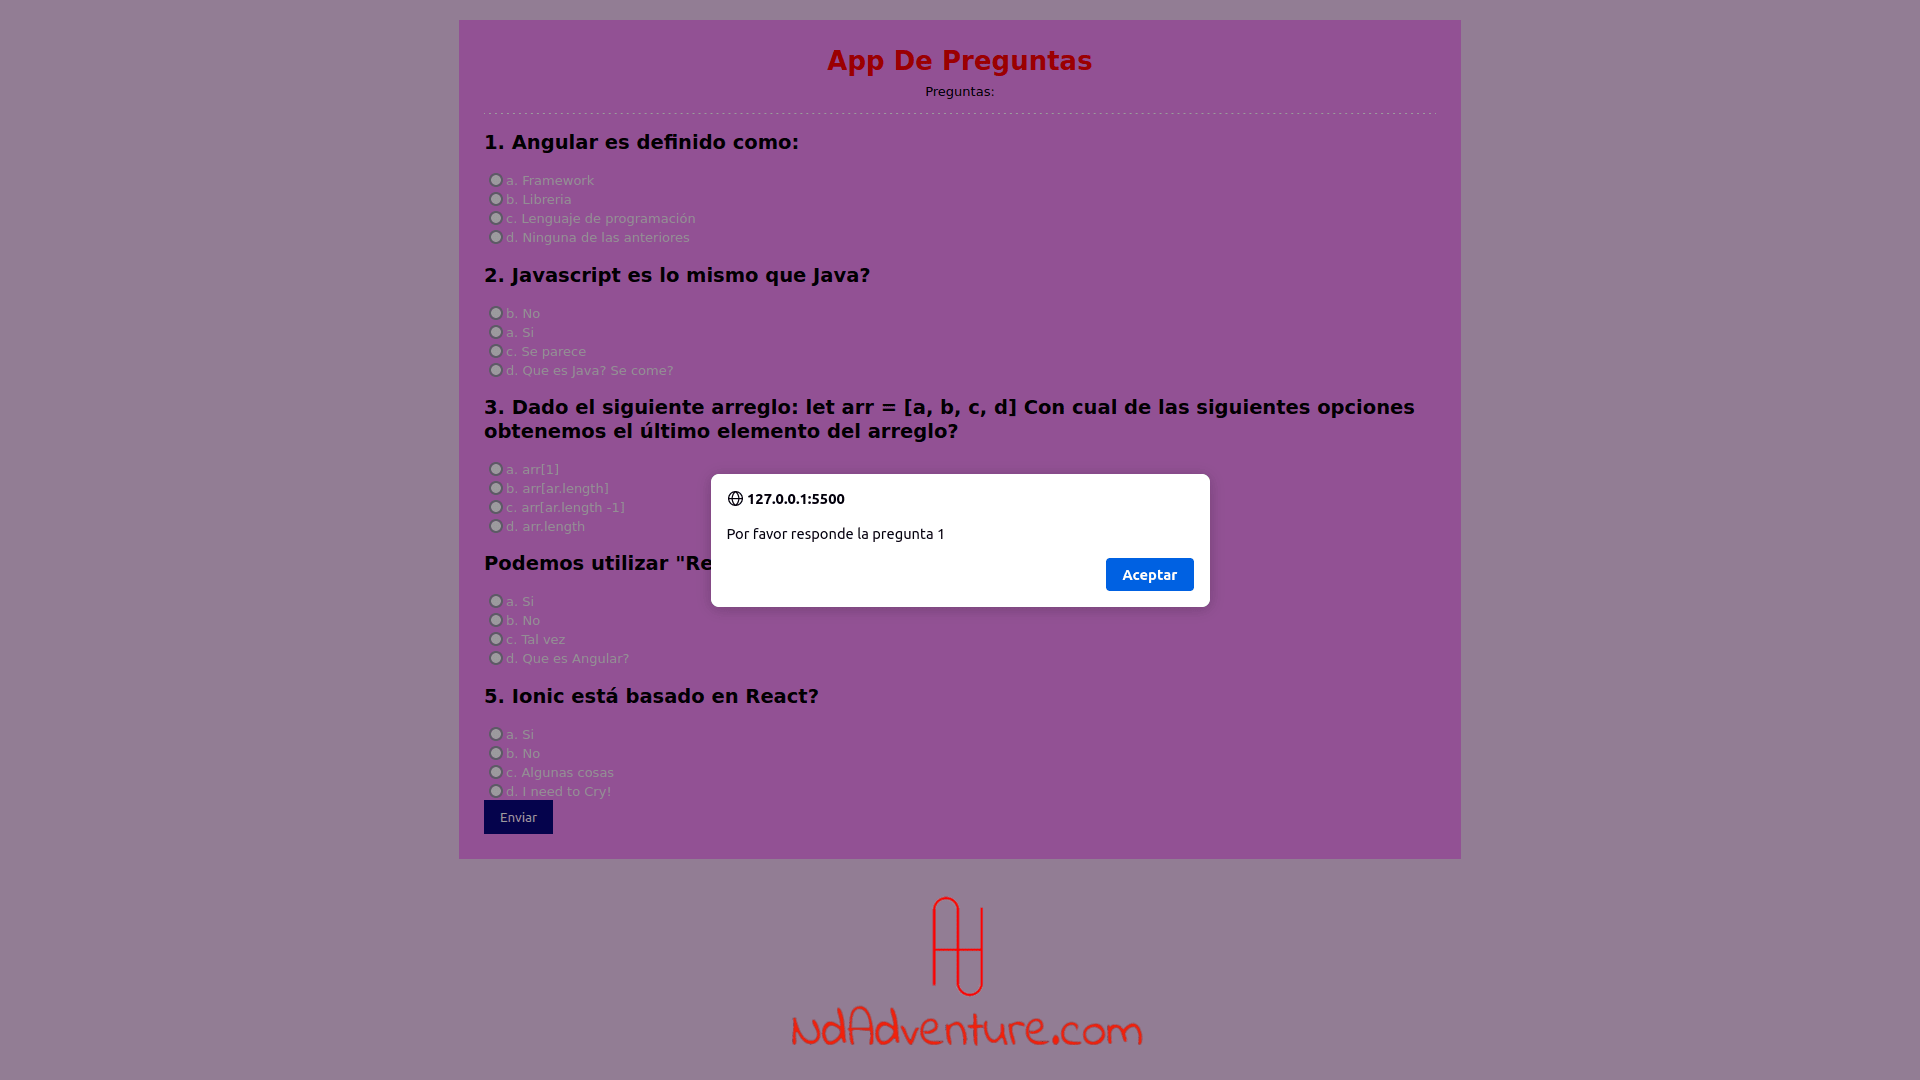 App De Preguntas
Preguntas:
1. Angular es definido como:
a. Framework
b. Libreria
c. Lenguaje de programación
d. Ninguna de las anteriores
2. Javascript es lo mismo que Java?
b. No
a. Si
c. Se parece
d. Que es Java? Se come?
3. Dado el siguiente arreglo: let arr = [a, b, c, d] Con cual de las siguientes opciones
obtenemos el último elemento del arreglo?
a. arr[1]
b. arr[ar.length]
c. arr[ar.length -1]
d. arr.length
127.0.0.1:5500
Por favor responde la pregunta 1
Aceptar
Podemos utilizar "Re
a. Si
b. No
c. Tal vez
d. Que es Angular?
5. Ionic está basado en React?
a. Si
b. No
c. Algunas cosas
d. I need to Cry!
Enviar
NdAdventure.com